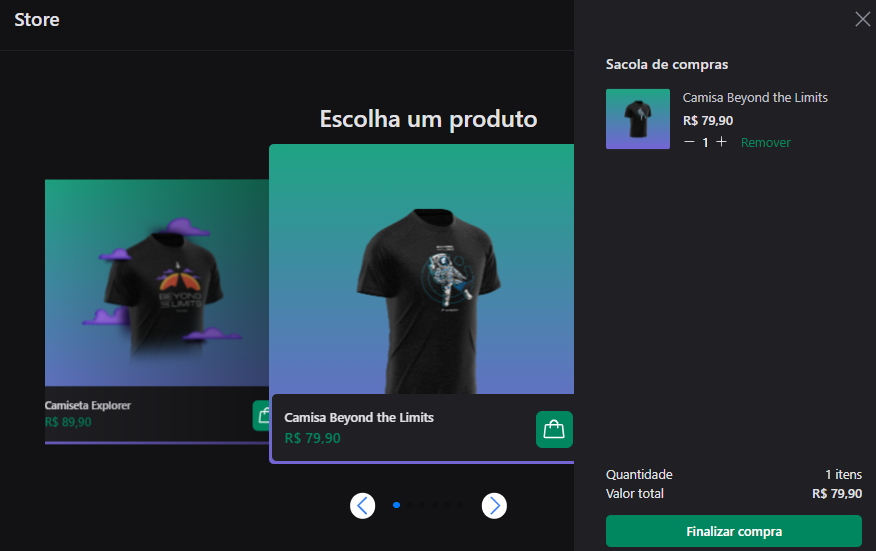 Store
Escolha um produto
BEYOND
THE LIMITS
Camiseta Explorer
R$ 89,90
Camisa Beyond the Limits
R$ 79,90
Sacola de compras
Camisa Beyond the Limits
R$ 79,90
1
Remover
Quantidade 1 itens
Valor total R$ 79,90
Finalizar compra